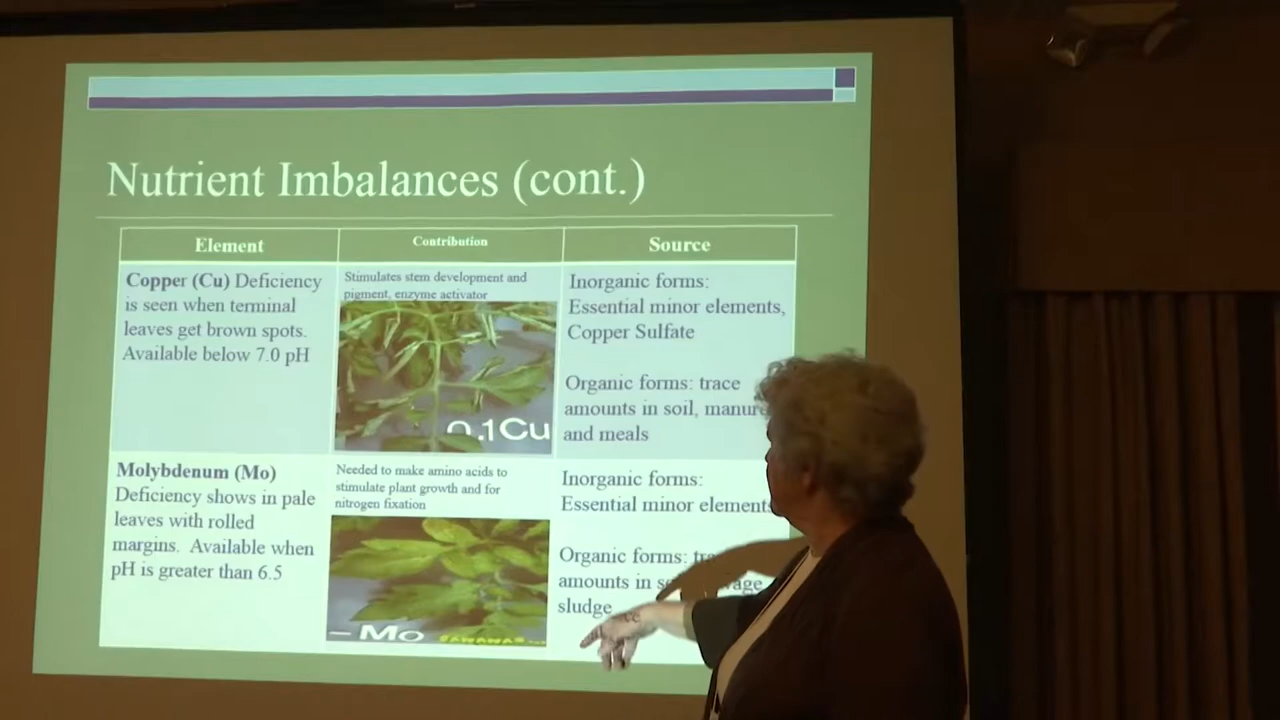 Nutrient Imbalances (cont.)
Element
Contribution
Source
Copper (Cu) Deficiency
is seen when terminal
leaves get brown spots.
Available below 7.0 pH
Stimulates stem development and
pigment, enzyme activator
0.1Cu
Inorganic forms:
Essential minor elements,
Copper Sulfate
Organic forms: trace
amounts in soil, manure
and meals
Molybdenum (Mo)
Deficiency shows in pale
leaves with rolled
margins. Available when
pH is greater than 6.5
Needed to make amino acids to
stimulate plant growth and for
nitrogen fixation
– Mo
Inorganic forms:
Essential minor elements
Organic forms:
amounts in
sludge